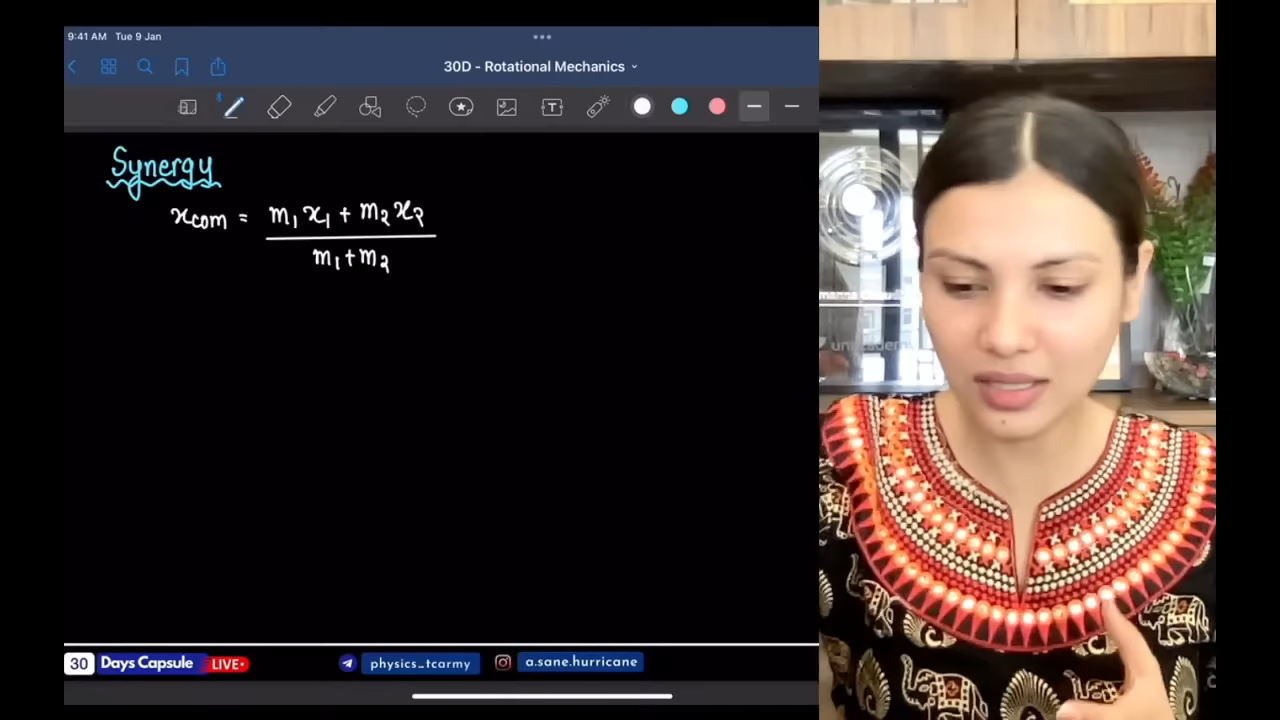 9:41 AM Tue 9 Jan
30D - Rotational Mechanics
T
Synergy
x_com = (m₁x₁ + m₂x₂) / (m₁ + m₂)
30 Days Capsule LIVE
physics_tcarmy
a.sane.hurricane